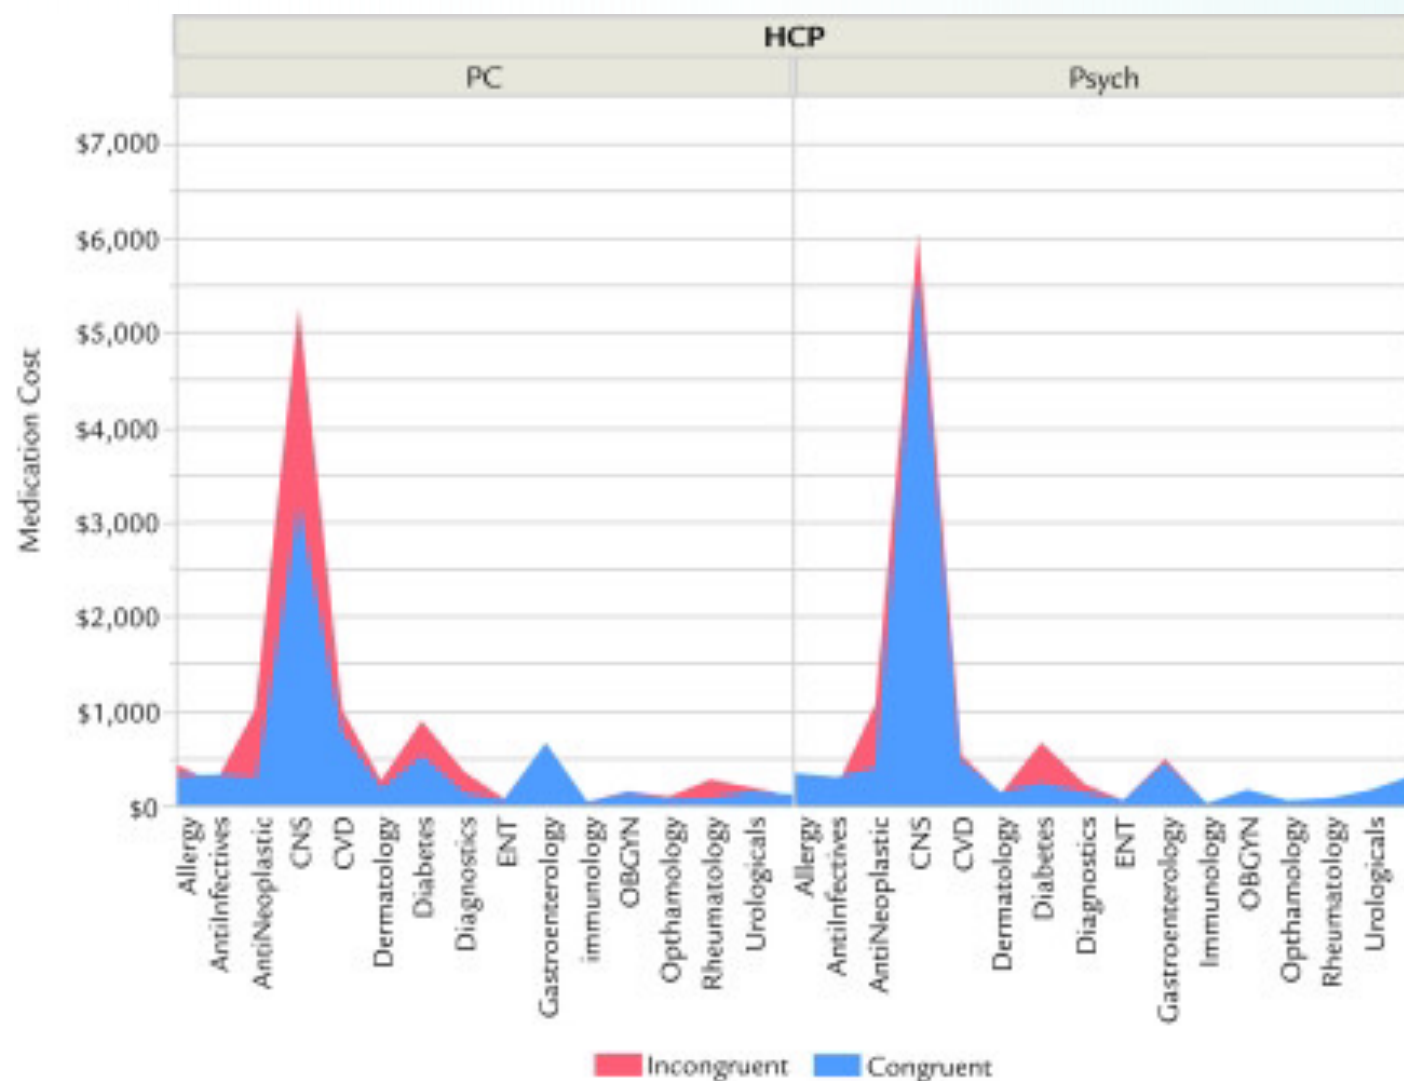 HCP
PC
Psych
$7,000
$6,000
$5,000
$4,000
$3,000
$2,000
$1,000
$0
Medication Cost
Allergy
AntiInfectives
AntiNeoplastic
CNS
CVD
Dermatology
Diabetes
Diagnostics
ENT
Gastroenterology
immunology
OBGYN
Opthamology
Rheumatology
Urologicals
Allergy
AntiInfectives
AntiNeoplastic
CNS
CVD
Dermatology
Diabetes
Diagnostics
ENT
Gastroenterology
Immunology
OBGYN
Opthamology
Rheumatology
Urologicals
Incongruent
Congruent